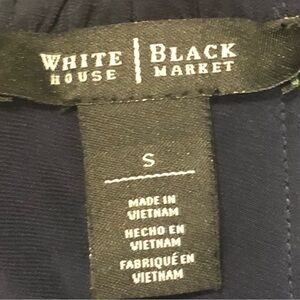 WHITE | BLACK
HOUSE | MARKET
S
MADE IN
VIETNAM
HECHO EN
VIETNAM
FABRIQUÉ EN
VIETNAM